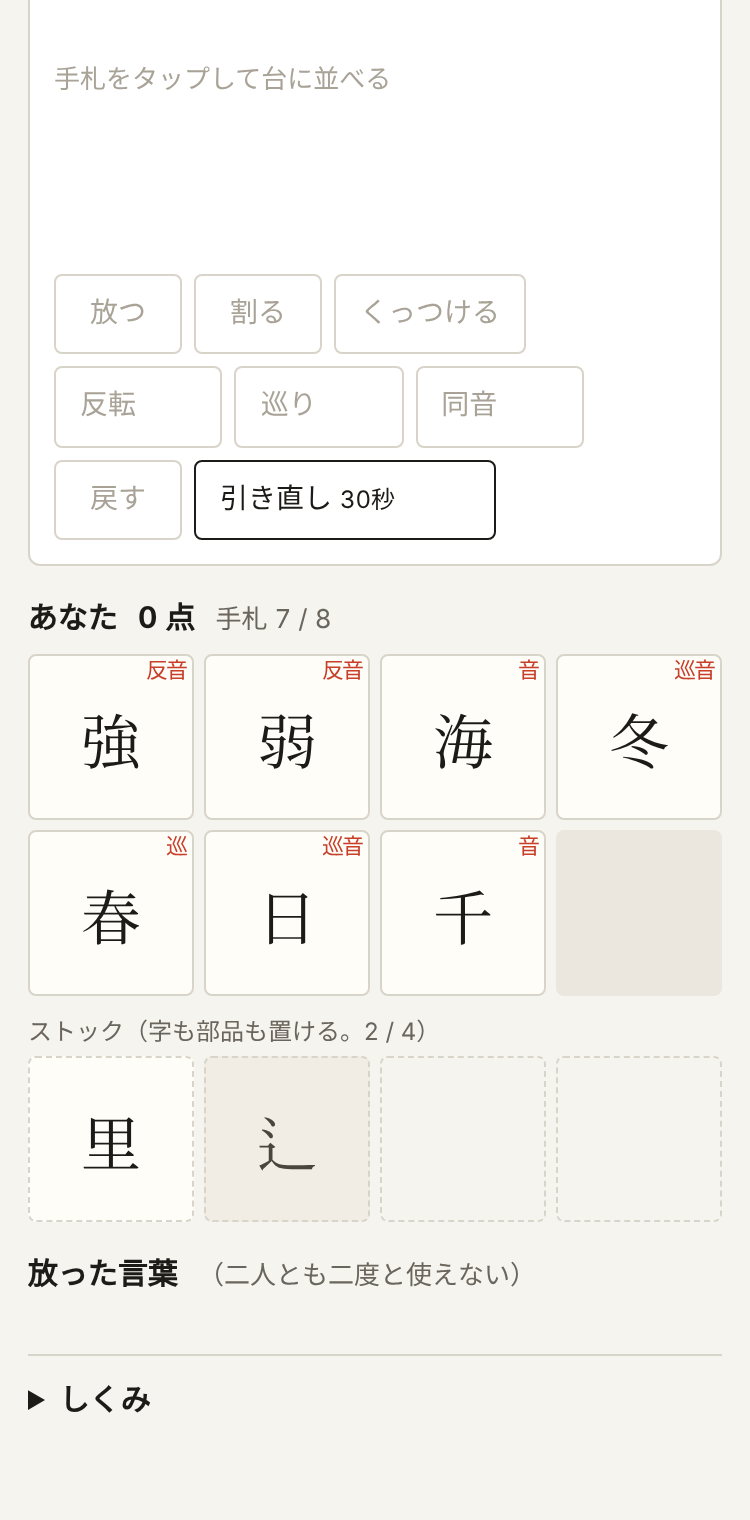 手札をタップして台に並べる
放つ 割る くっつける
反転 巡り 同音
戻す 引き直し 30秒
あなた 0 点 手札 7 / 8
反音 反音 音 巡音
強 弱 海 冬
巡 巡音 音
春 日 千
ストック（字も部品も置ける。2 / 4）
里 辶
放った言葉 （二人とも二度と使えない）
▶ しくみ